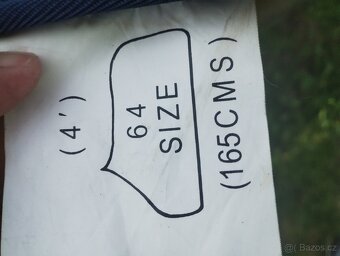 (4')
64
SIZE
(165CMS)
Bazos.cz